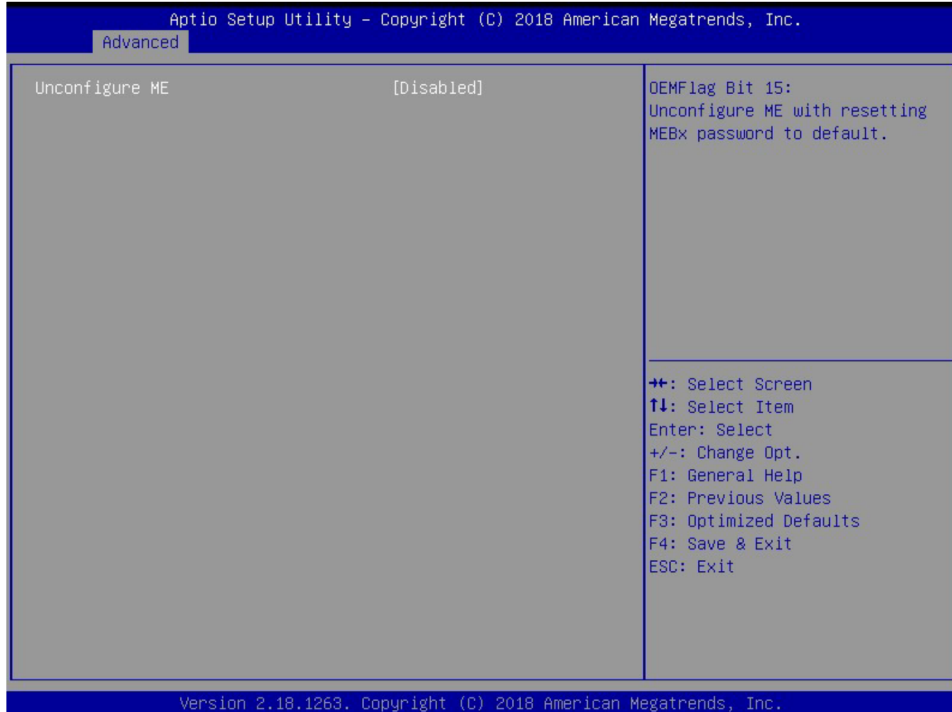 Aptio Setup Utility – Copyright (C) 2018 American Megatrends, Inc.
Advanced
Unconfigure ME [Disabled]
OEMFlag Bit 15:
Unconfigure ME with resetting
MEBx password to default.
→←: Select Screen
↑↓: Select Item
Enter: Select
+/-: Change Opt.
F1: General Help
F2: Previous Values
F3: Optimized Defaults
F4: Save & Exit
ESC: Exit
Version 2.18.1263. Copyright (C) 2018 American Megatrends, Inc.